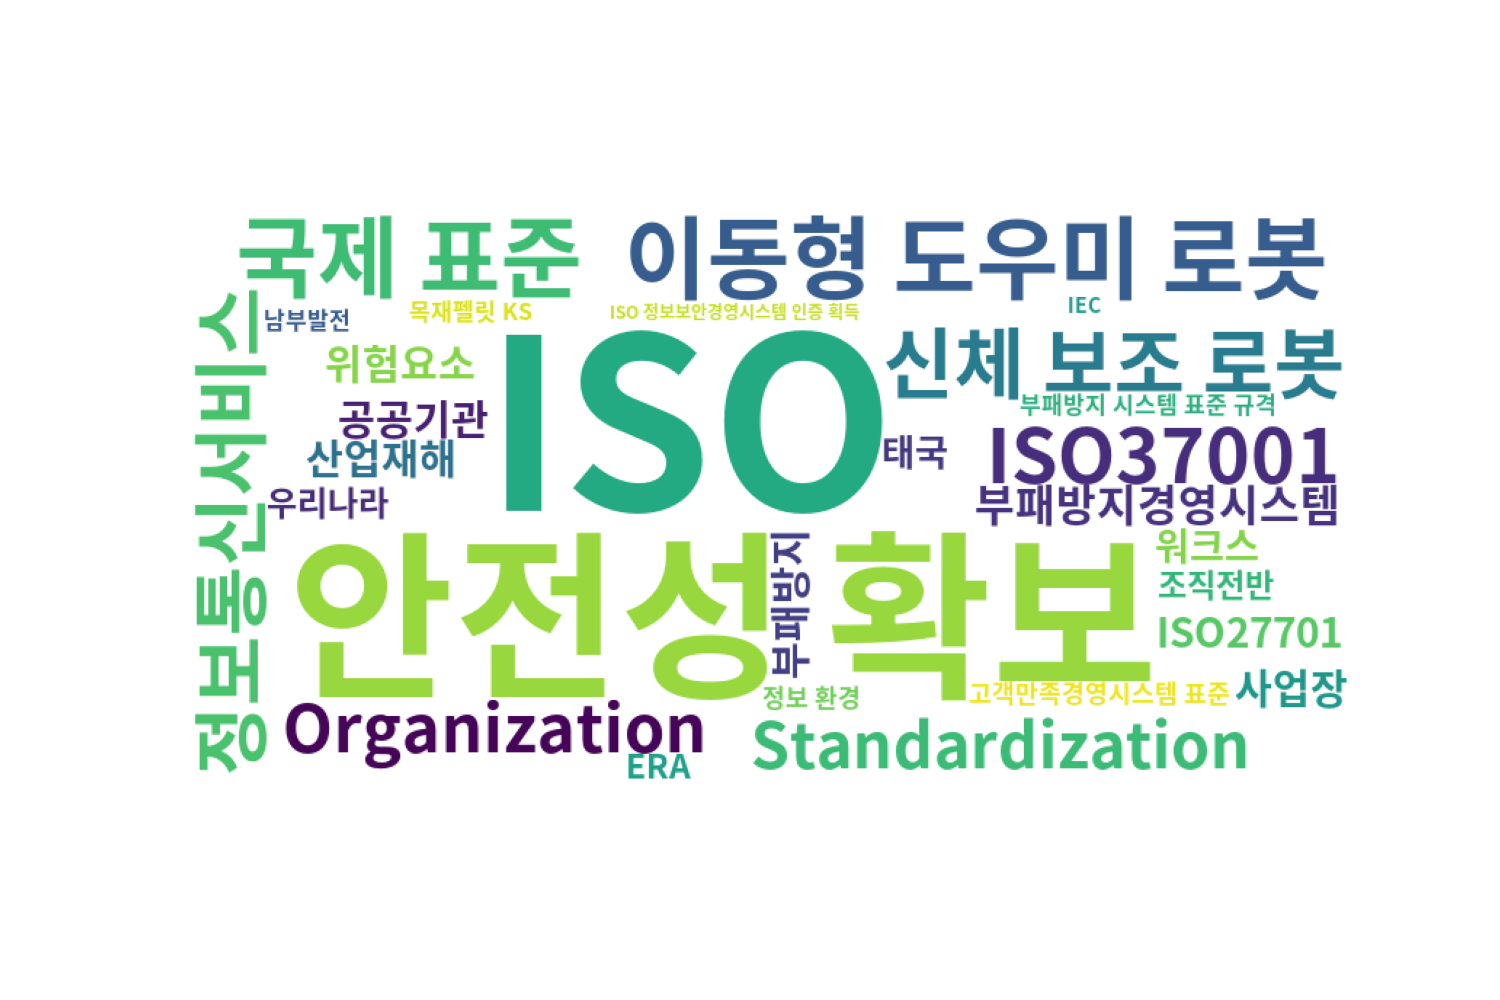 국제 표준
이동형 도우미 로봇
남부발전
목재펠릿 KS
ISO 정보보안경영시스템 인증 획득
IEC
정보통신서비스
위험요소
ISO
신체 보조 로봇
부패방지 시스템 표준 규격
공공기관
산업재해
태국
ISO37001
우리나라
부패방지경영시스템
안전성 확보
부패방지
워크스
조직전반
ISO27701
정보 환경
고객만족경영시스템 표준
사업장
Organization
Standardization
ERA